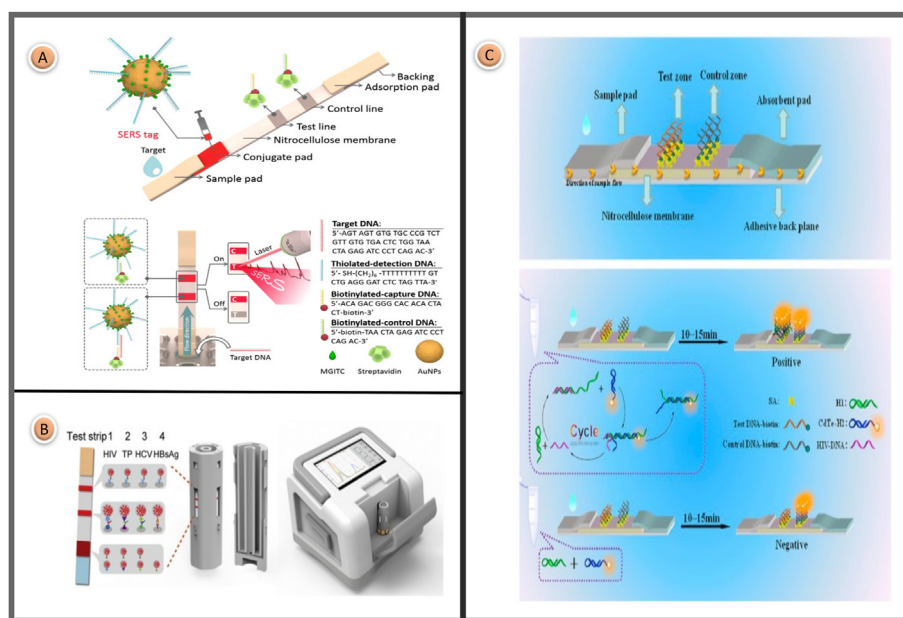 A
Backing
Adsorption pad
Control line
Test line
Nitrocellulose membrane
Conjugate pad
Sample pad
SERS tag
Target
On
Off
C
T
C
T
Laser
SERS
Flow direction
Target DNA
Target DNA:
5'-AGT AGT GTG TGC CCG TCT
GTT GTG TGA CTC TGG TAA
CTA GAG ATC CCT CAG AC-3'
Thiolated-detection DNA:
5'- SH-(CH2)6 -TTTTTTTTTT GT
CTG AGG GAT CTC TAG TTA-3'
Biotinylated-capture DNA:
5'-ACA GAC GGG CAC ACA CTA
CT-biotin-3'
Biotinylated-control DNA:
5'-biotin-TAA CTA GAG ATC CCT
CAG AC-3'
MGITC
Streptavidin
AuNPs
B
Test strip 1 2 3 4
HIV TP HCV HBsAg
C
Test zone
Control zone
Sample pad
Absorbent pad
Direction of sample flow
Nitrocellulose membrane
Adhesive back plane
10-15min
Positive
Cycle
SA:
H1:
Test DNA-biotin:
CdTe-H2:
Control DNA-biotin:
HIV-DNA:
10-15min
Negative